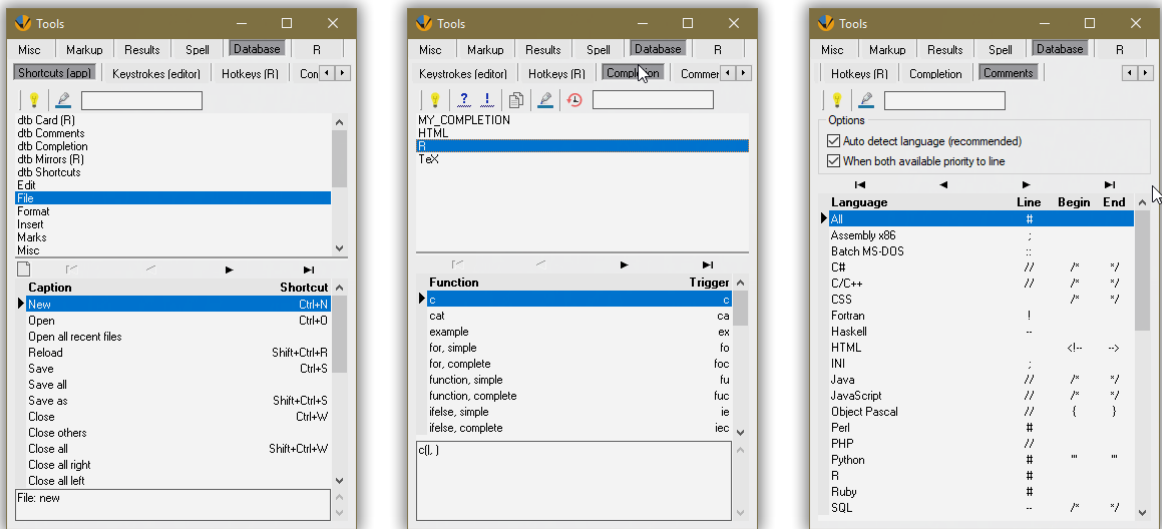 Tools
Misc Markup Results Spell Database R
Shortcuts (app) Keystrokes (editor) Hotkeys (R)
dtb Card (R)
dtb Comments
dtb Completion
dtb Mirrors (R)
dtb Shortcuts
Edit
File
Format
Insert
Marks
Misc
Caption Shortcut
New Ctrl+N
Open Ctrl+O
Open all recent files
Reload Shift+Ctrl+R
Save Ctrl+S
Save all
Save as Shift+Ctrl+S
Close Ctrl+W
Close others
Close all Shift+Ctrl+W
Close all right
Close all left
File: new
Tools
Misc Markup Results Spell Database R
Keystrokes (editor) Hotkeys (R) Completion
MY_COMPLETION
HTML
R
TeX
Function Trigger
c c
cat ca
example ex
for, simple fo
for, complete foc
function, simple fu
function, complete fuc
ifelse, simple ie
ifelse, complete iec
c(|, )
Tools
Misc Markup Results Spell Database R
Hotkeys (R) Completion Comments
Options
Auto detect language (recommended)
When both available priority to line
Language Line Begin End
All #
Assembly x86 ;
Batch MS-DOS ::
C# // /* */
C/C++ // /* */
CSS /* */
Fortran !
Haskell --
HTML <!-- -->
INI ;
Java // /* */
JavaScript // /* */
Object Pascal // { }
Perl #
PHP //
Python # ''' '''
R #
Ruby #
SQL -- /* */